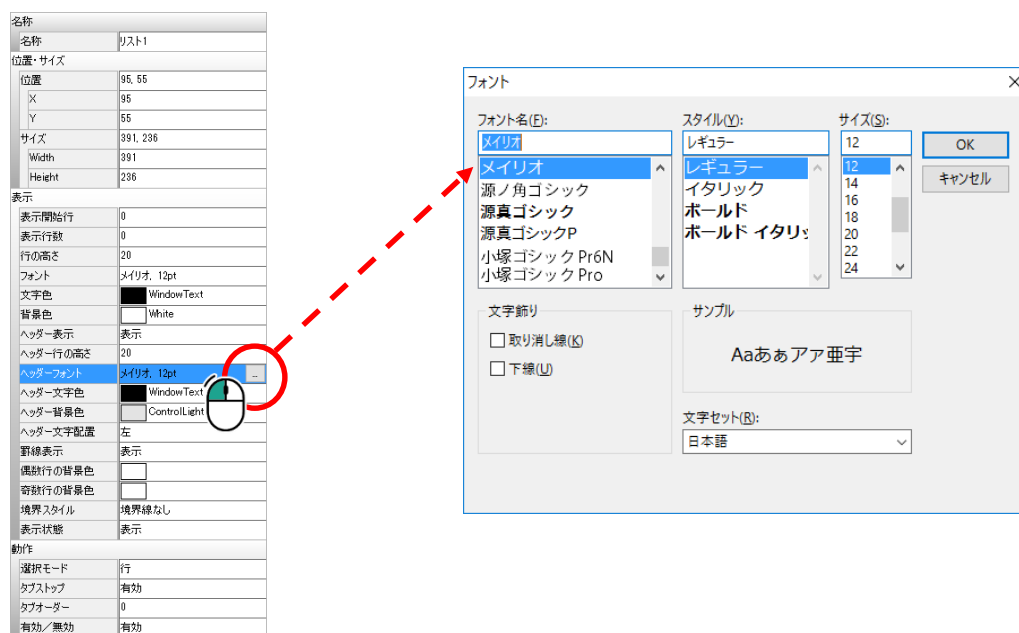 名称
名称 リスト1
位置・サイズ
位置 95, 55
X 95
Y 55
サイズ 391, 236
Width 391
Height 236
表示
表示開始行 0
表示行数 0
行の高さ 20
フォント メイリオ, 12pt
文字色 WindowText
背景色 White
ヘッダー表示 表示
ヘッダー行の高さ 20
ヘッダーフォント メイリオ, 12pt ...
ヘッダー文字色 WindowText
ヘッダー背景色 ControlLight
ヘッダー文字配置 左
罫線表示 表示
偶数行の背景色
奇数行の背景色
境界スタイル 境界線なし
表示状態 表示
動作
選択モード 行
タブストップ 有効
タブオーダー 0
有効/無効 有効
フォント
フォント名(F):
メイリオ
メイリオ
源ノ角ゴシック
源真ゴシック
源真ゴシックP
小塚ゴシック Pr6N
小塚ゴシック Pro
スタイル(Y):
レギュラー
レギュラー
イタリック
ボールド
ボールド イタリッ
サイズ(S):
12
12
14
16
18
20
22
24
OK
キャンセル
文字飾り
取り消し線(K)
下線(U)
サンプル
Aaあぁアァ亜宇
文字セット(R):
日本語